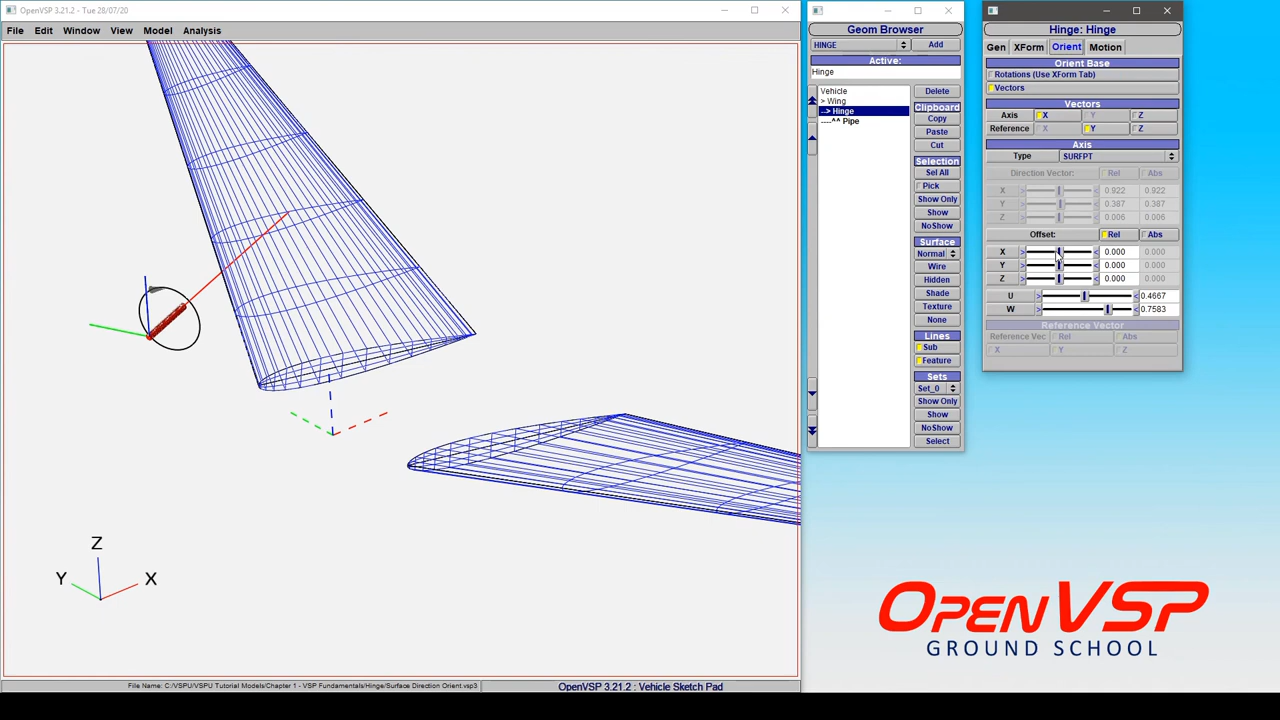 OpenVSP 3.21.2 - Tue 28/07/20
File Edit Window View Model Analysis
Z
Y X
File Name: C:/VSPU/VSPU Tutorial Models/Chapter 1 - VSP Fundamentals/Hinge/Surface Direction Orient.vsp3
OpenVSP 3.21.2 : Vehicle Sketch Pad
Geom Browser
HINGE Add
Active:
Hinge
Vehicle
> Wing
--> Hinge
----^^ Pipe
Delete
Clipboard
Copy
Paste
Cut
Selection
Sel All
Pick
Show Only
Show
NoShow
Surface
Normal
Wire
Hidden
Shade
Texture
None
Lines
Sub
Feature
Sets
Set_0
Show Only
Show
NoShow
Select
Hinge: Hinge
Gen XForm Orient Motion
Orient Base
Rotations (Use XForm Tab)
Vectors
Vectors
Axis X Y Z
Reference X Y Z
Axis
Type SURFPT
Direction Vector: Rel Abs
X > < 0.922 0.922
Y > < 0.387 0.387
Z > < 0.006 0.006
Offset: Rel Abs
X > < 0.000 0.000
Y > < 0.000 0.000
Z > < 0.000 0.000
U > < 0.4667
W > < 0.7583
Reference Vector
Reference Vec Rel Abs
X Y Z
OPENVSP
GROUND SCHOOL